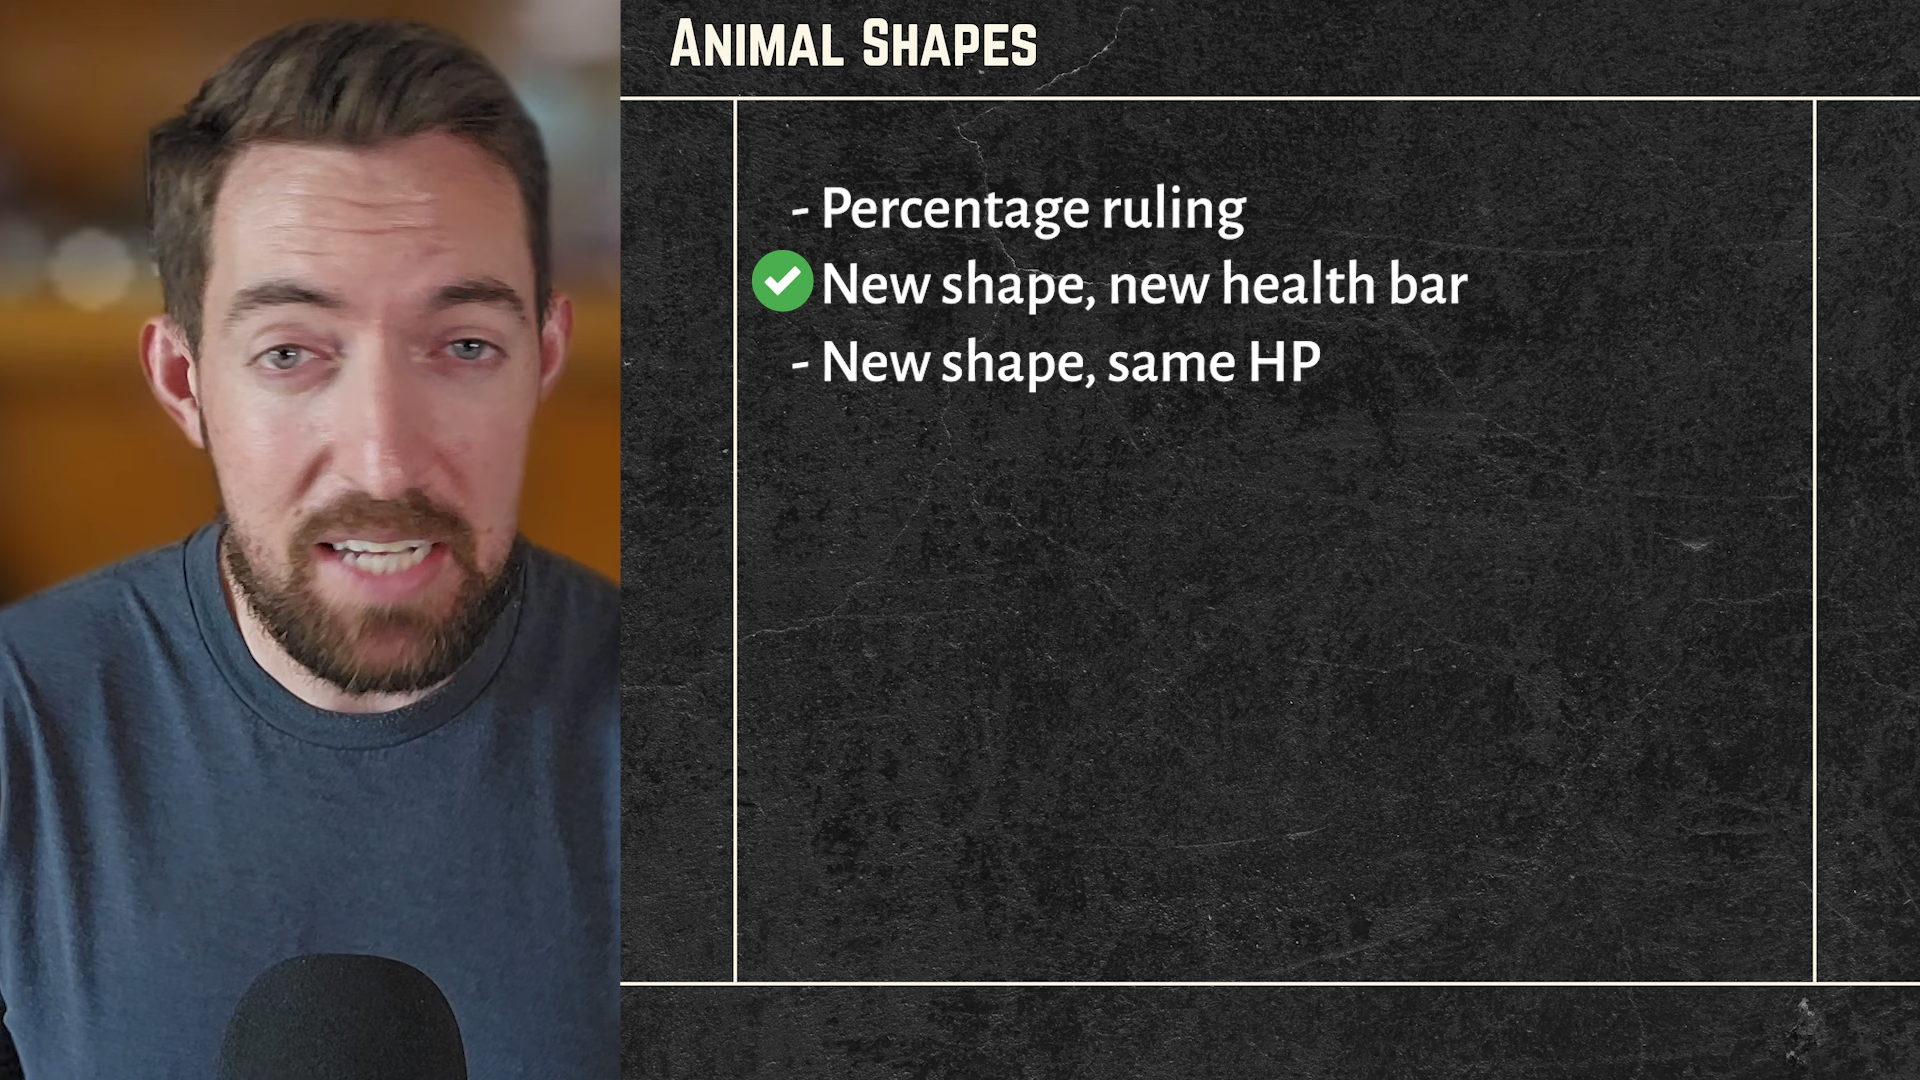 Animal Shapes
- Percentage ruling
New shape, new health bar
- New shape, same HP